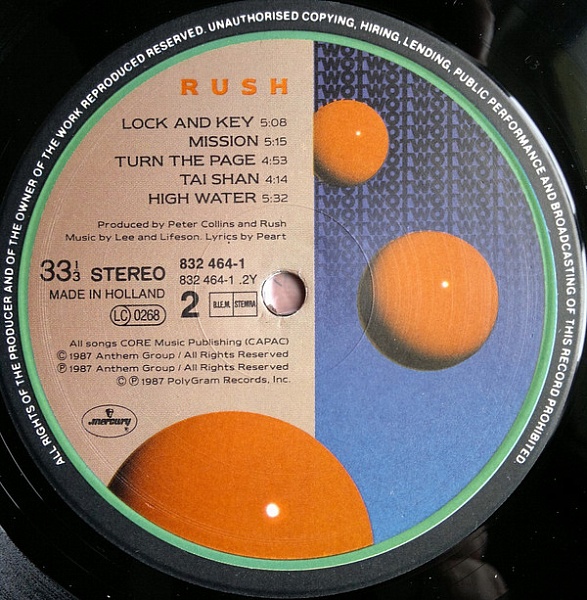 ALL RIGHTS OF THE PRODUCER AND OF THE OWNER OF THE WORK REPRODUCED RESERVED. UNAUTHORISED COPYING, HIRING, LENDING, PUBLIC PERFORMANCE AND BROADCASTING OF THIS RECORD PROHIBITED.
RUSH
LOCK AND KEY 5:08
MISSION 5:15
TURN THE PAGE 4:53
TAI SHAN 4:14
HIGH WATER 5:32
Produced by Peter Collins and Rush
Music by Lee and Lifeson. Lyrics by Peart
33 1/3 STEREO 832 464-1
832 464-1 .2Y
MADE IN HOLLAND
LC 0268 2 B.I.E.M. STEMRA
All songs CORE Music Publishing (CAPAC)
© 1987 Anthem Group / All Rights Reserved
℗ 1987 Anthem Group / All Rights Reserved
© ℗ 1987 PolyGram Records, Inc.
mercury